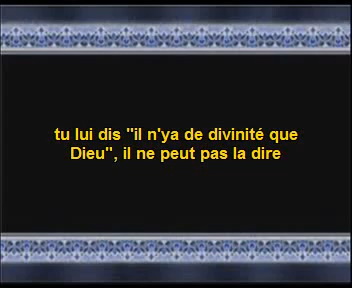 tu lui dis "il n'ya de divinité que
Dieu", il ne peut pas la dire